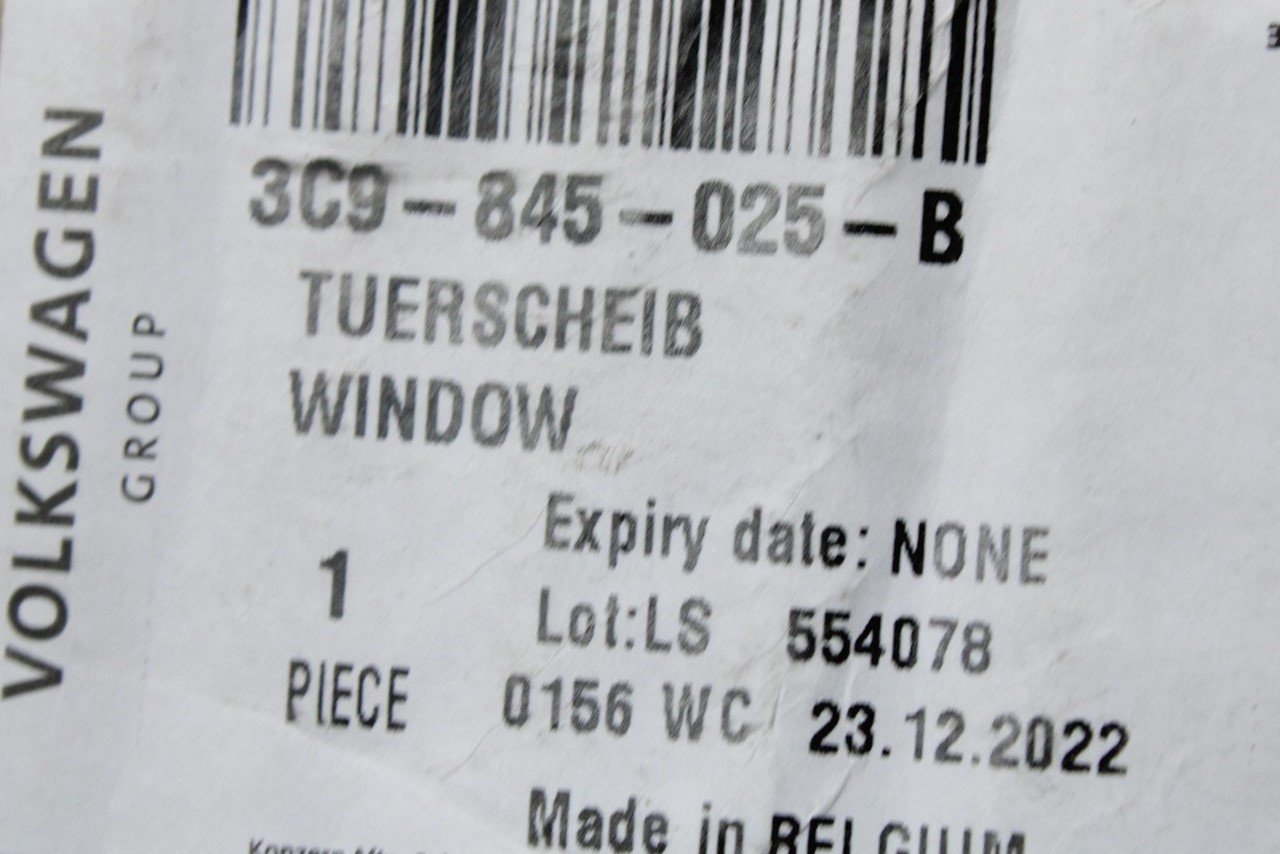 VOLKSWAGEN
GROUP
3C9-845-025-B
TUERSCHEIB
WINDOW
Expiry date: NONE
1
Lot:LS 554078
PIECE
0156 WC 23.12.2022
Made in BELGIUM